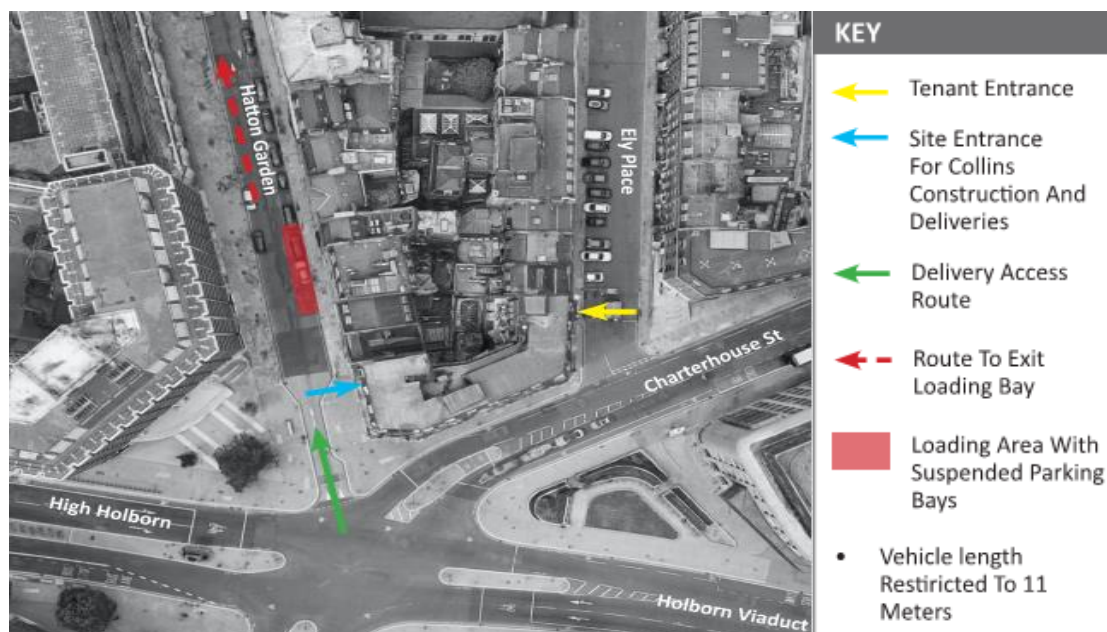 Hatton Garden
Ely Place
Charterhouse St
High Holborn
Holborn Viaduct
KEY
Tenant Entrance
Site Entrance
For Collins
Construction And
Deliveries
Delivery Access
Route
Route To Exit
Loading Bay
Loading Area With
Suspended Parking
Bays
• Vehicle length
Restiricted To 11
Meters